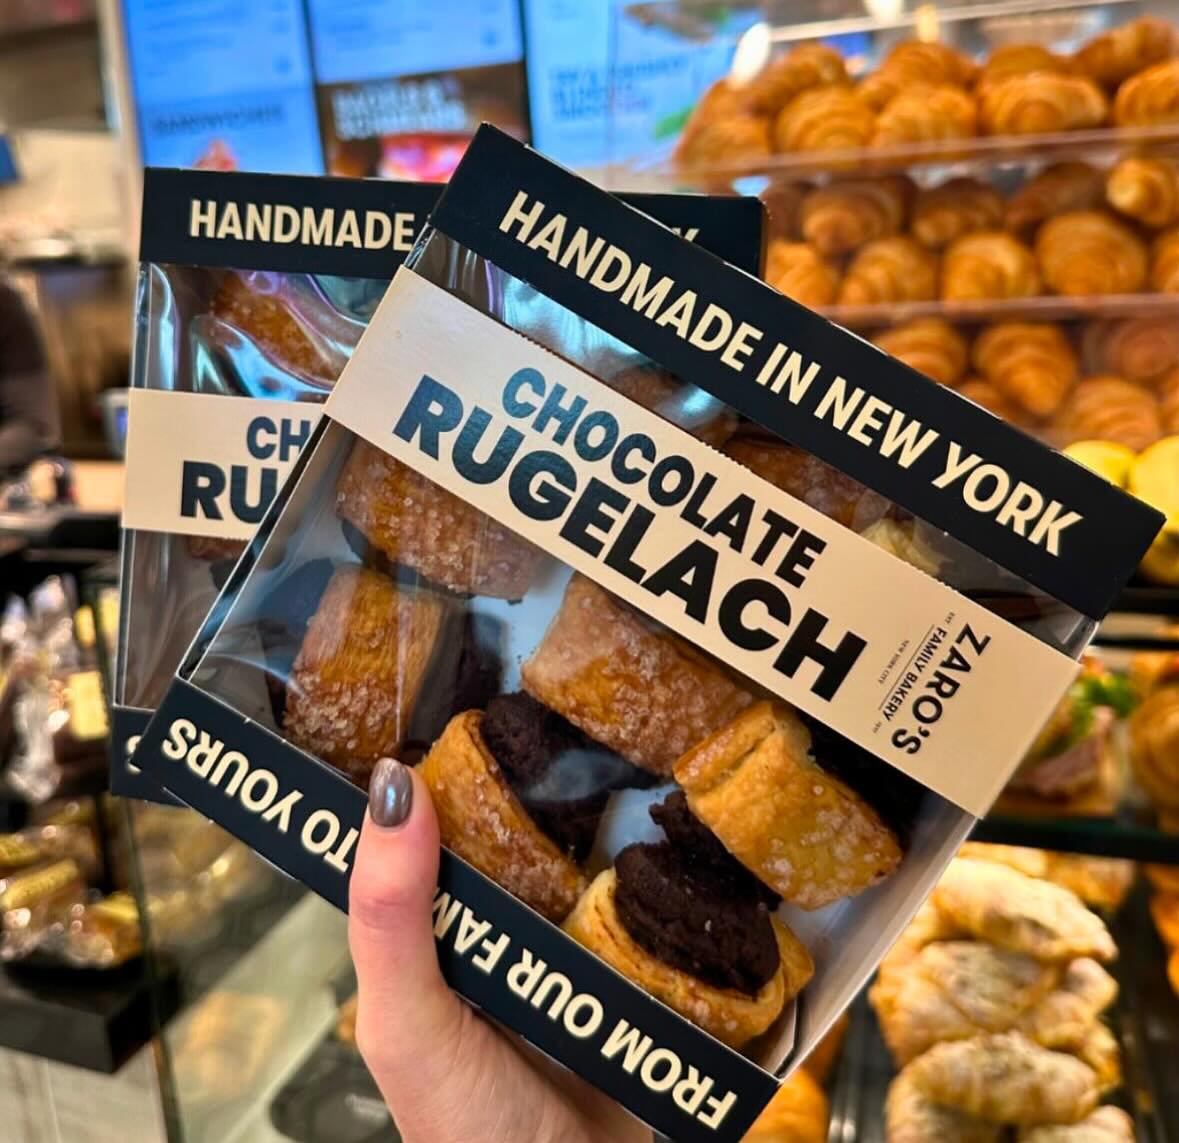 SANDWICHES
HANDMADE
K
CH
RU
S
HANDMADE IN NEW YORK
CHOCOLATE
RUGELACH
ZARO'S
FAMILY BAKERY
NEW YORK CITY
FROM OUR FAM
TO YOURS